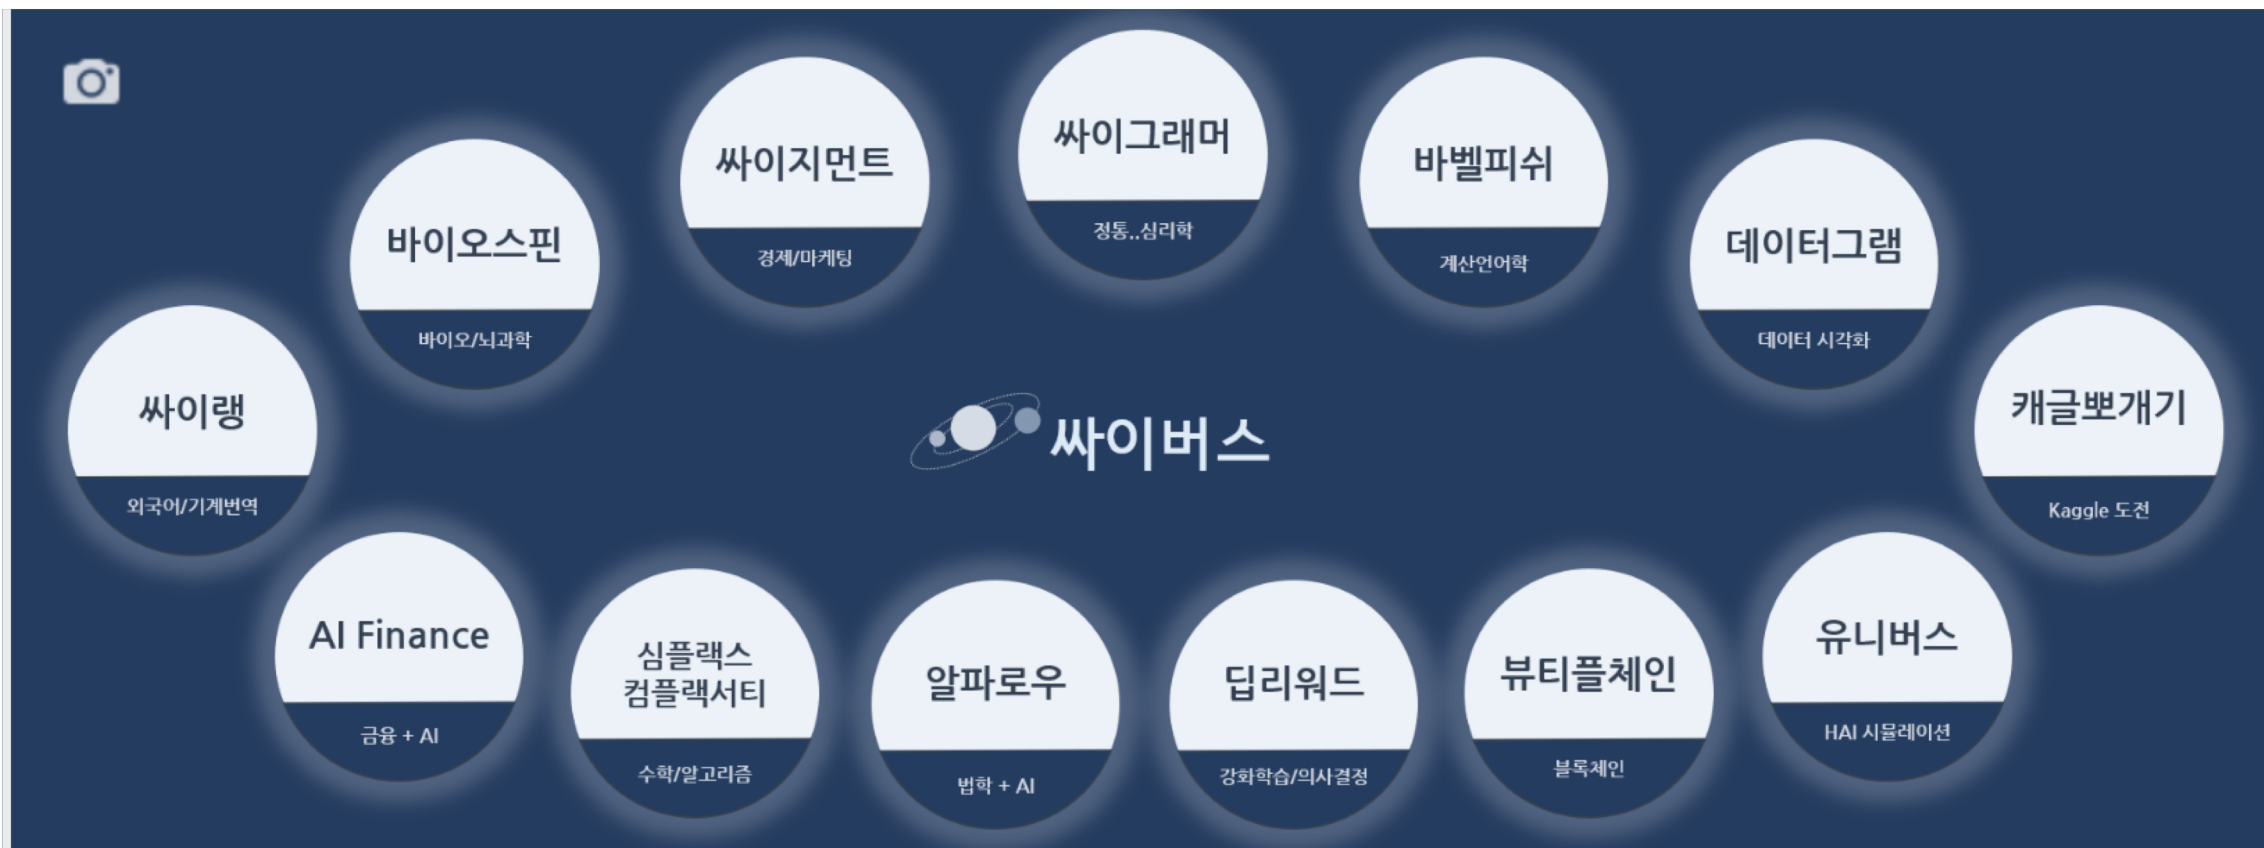 싸이그래머
정통..심리학
싸이지먼트
경제/마케팅
바벨피쉬
계산언어학
바이오스핀
바이오/뇌과학
데이터그램
데이터 시각화
싸이랭
외국어/기계번역
캐글뽀개기
Kaggle 도전
싸이버스
AI Finance
금융 + AI
심플랙스
컴플랙서티
수학/알고리즘
알파로우
법학 + AI
딥리워드
강화학습/의사결정
뷰티플체인
블록체인
유니버스
HAI 시뮬레이션